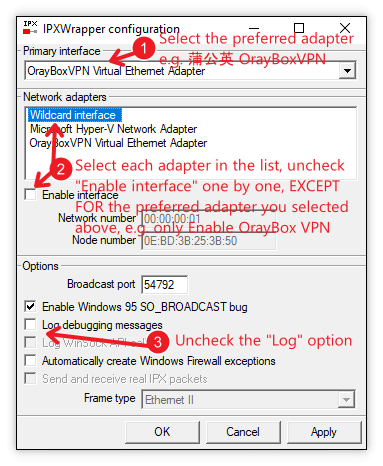 IPX IPXWrapper configuration
Select the preferred adapter
Primary interface
1
e.g. 蒲公英 OrayBoxVPN
OrayBoxVPN Virtual Ethernet Adapter
Network adapters
Wildcard interface
Microsoft Hyper-V Network Adapter
OrayBoxVPN Virtual Ethernet Adapter
2
Select each adapter in the list, uncheck
"Enable interface" one by one, EXCEPT
FOR the preferred adapter you selected
above, e.g. only Enable OrayBox VPN
Enable interface
Network number 00:00:00:01
Node number 0E:BD:3B:25:3B:50
Options
Broadcast port 54792
Enable Windows 95 SO_BROADCAST bug
Log debugging messages
3 Uncheck the "Log" option
Log WinSock API
Automatically create Windows Firewall exceptions
Send and receive real IPX packets
Frame type Ethernet II
OK Cancel Apply